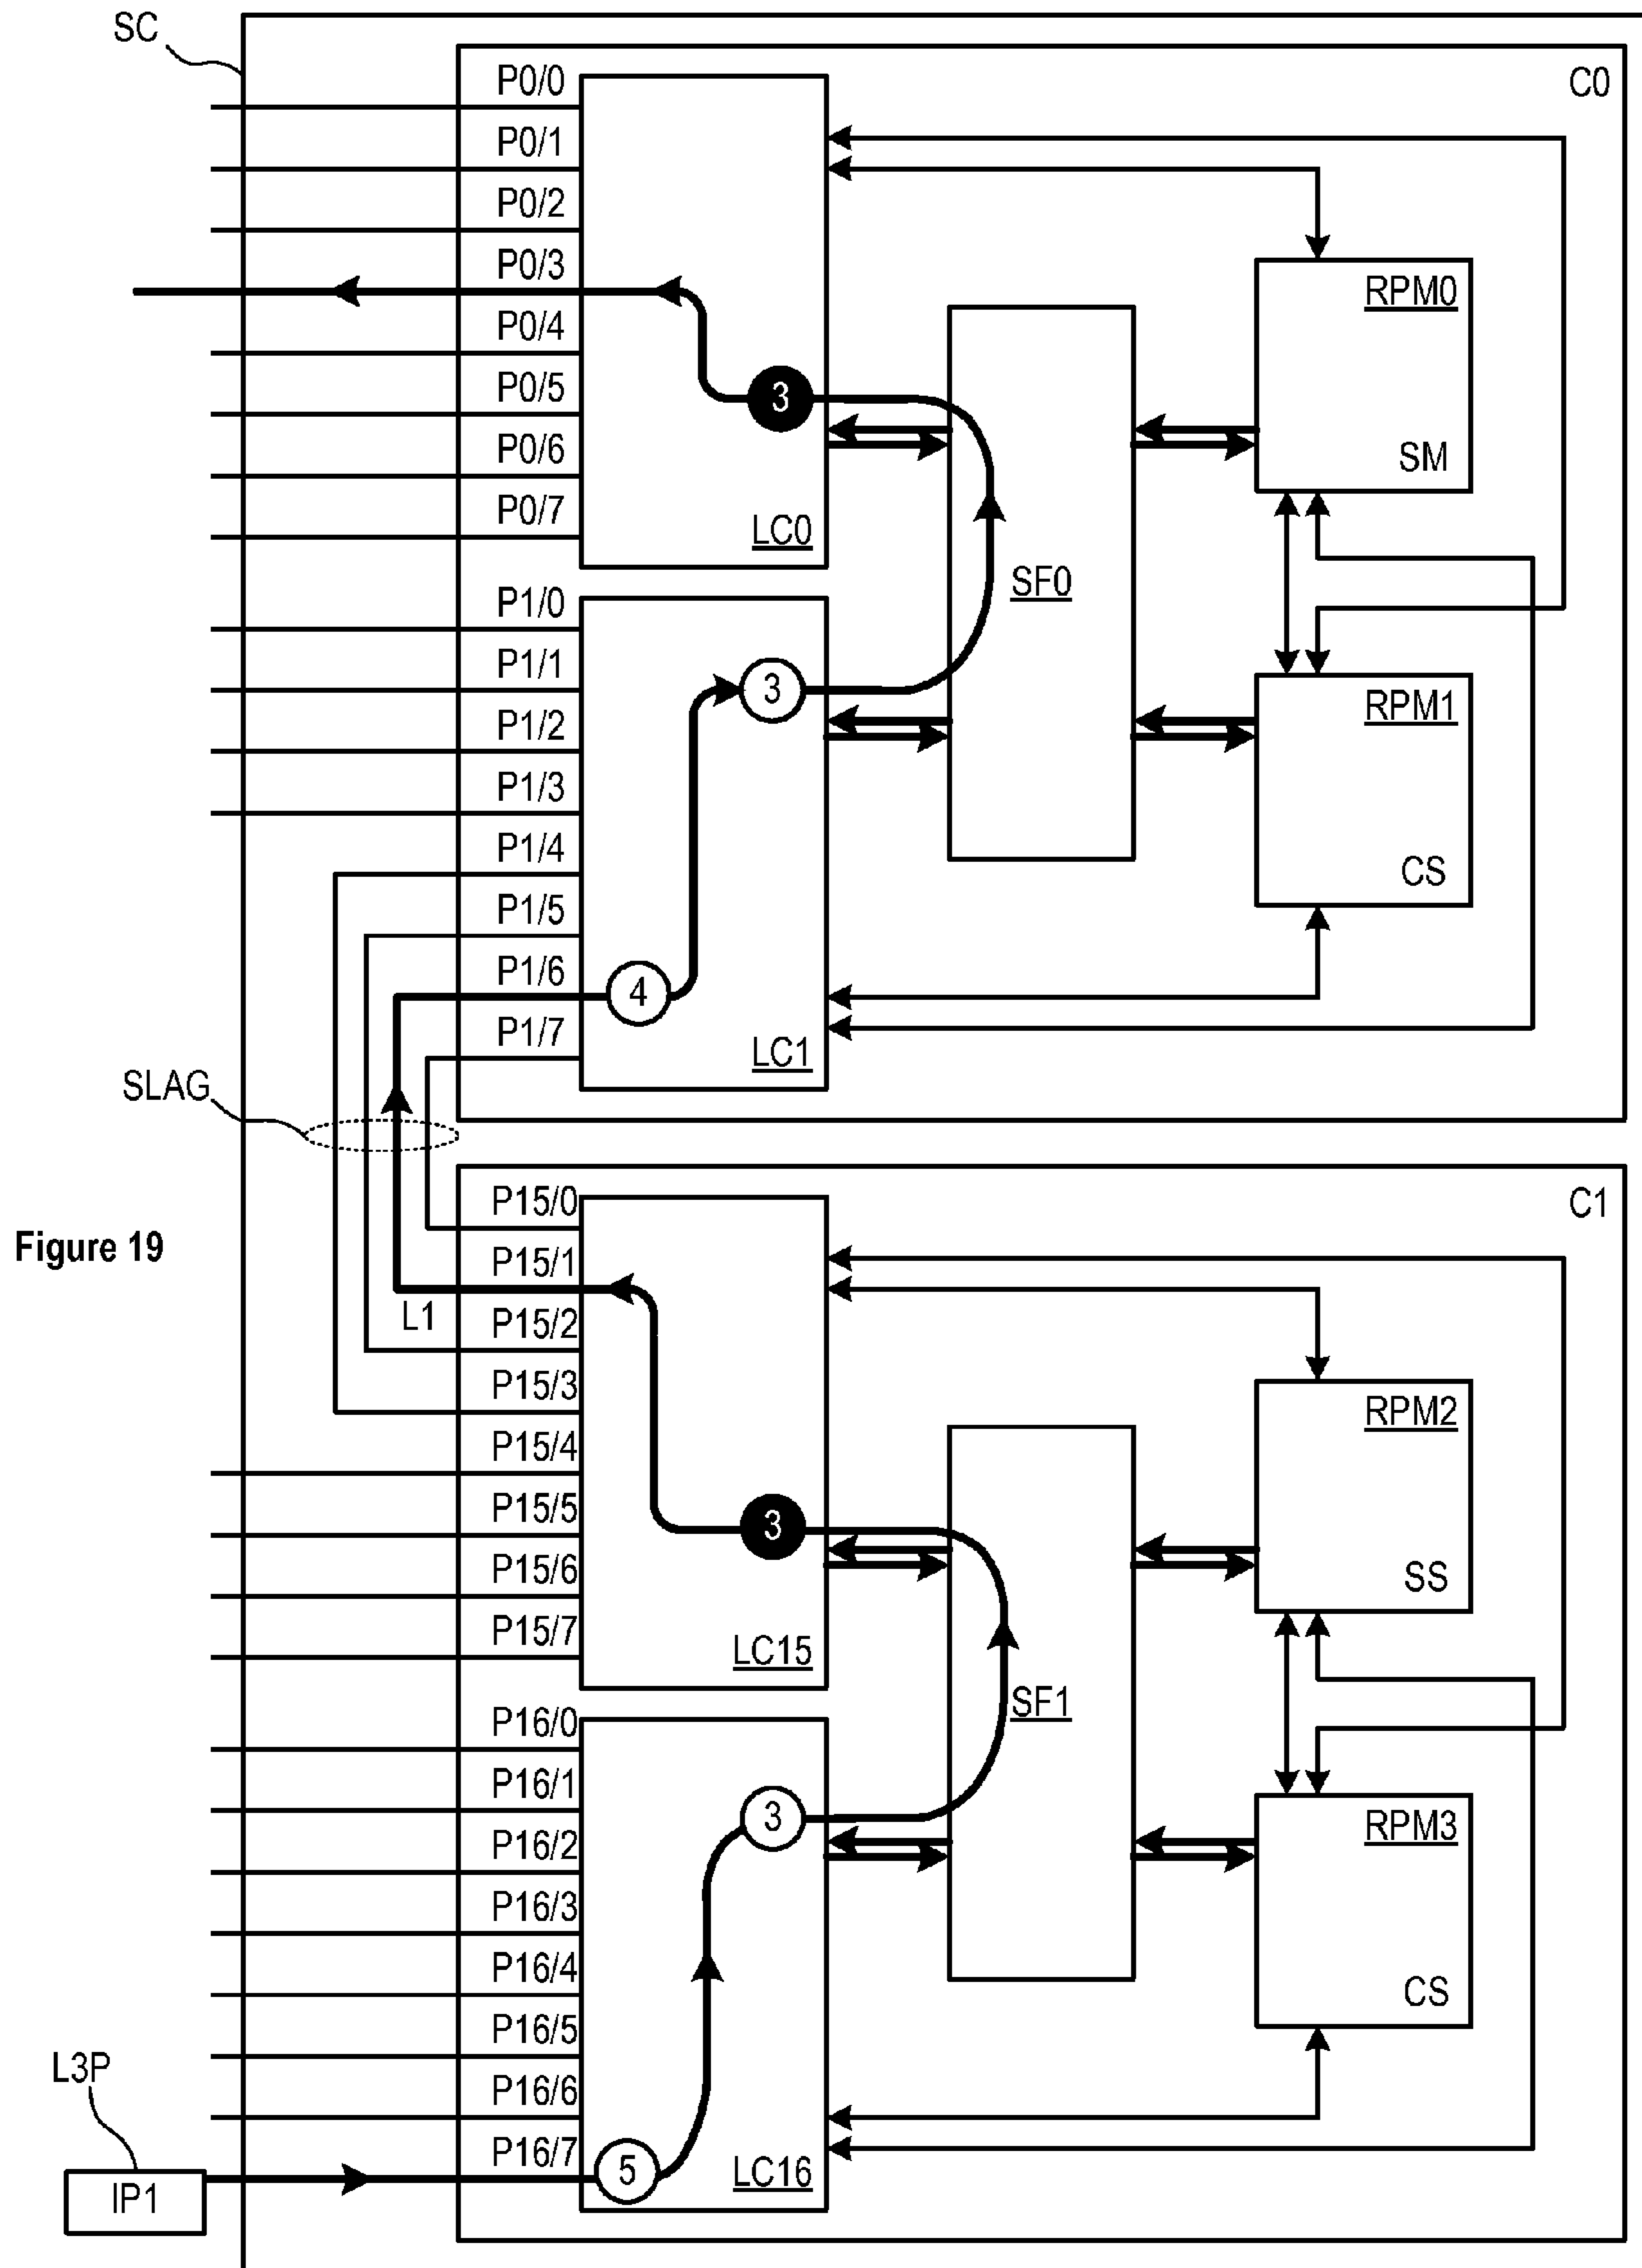 SC
C0
P0/0
P0/1
P0/2
P0/3
P0/4
P0/5
P0/6
P0/7
3
LC0
SF0
RPM0
SM
P1/0
P1/1
P1/2
P1/3
P1/4
P1/5
P1/6
P1/7
3
4
LC1
RPM1
CS
SLAG
Figure 19
C1
P15/0
P15/1
L1
P15/2
P15/3
P15/4
P15/5
P15/6
P15/7
3
LC15
SF1
RPM2
SS
P16/0
P16/1
P16/2
P16/3
P16/4
P16/5
P16/6
P16/7
3
5
LC16
RPM3
CS
L3P
IP1